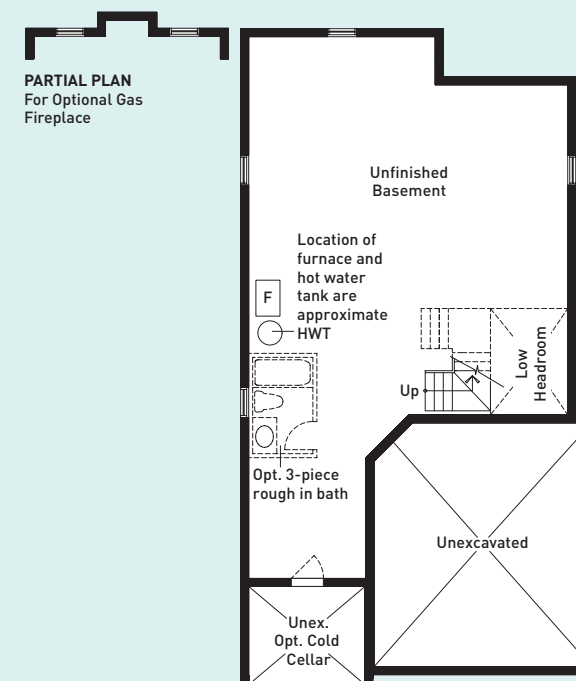 PARTIAL PLAN
For Optional Gas
Fireplace
Unfinished
Basement
Location of
furnace and
hot water
tank are
approximate
HWT
F
Low
Headroom
Up
Opt. 3-piece
rough in bath
Unexcavated
Unex.
Opt. Cold
Cellar